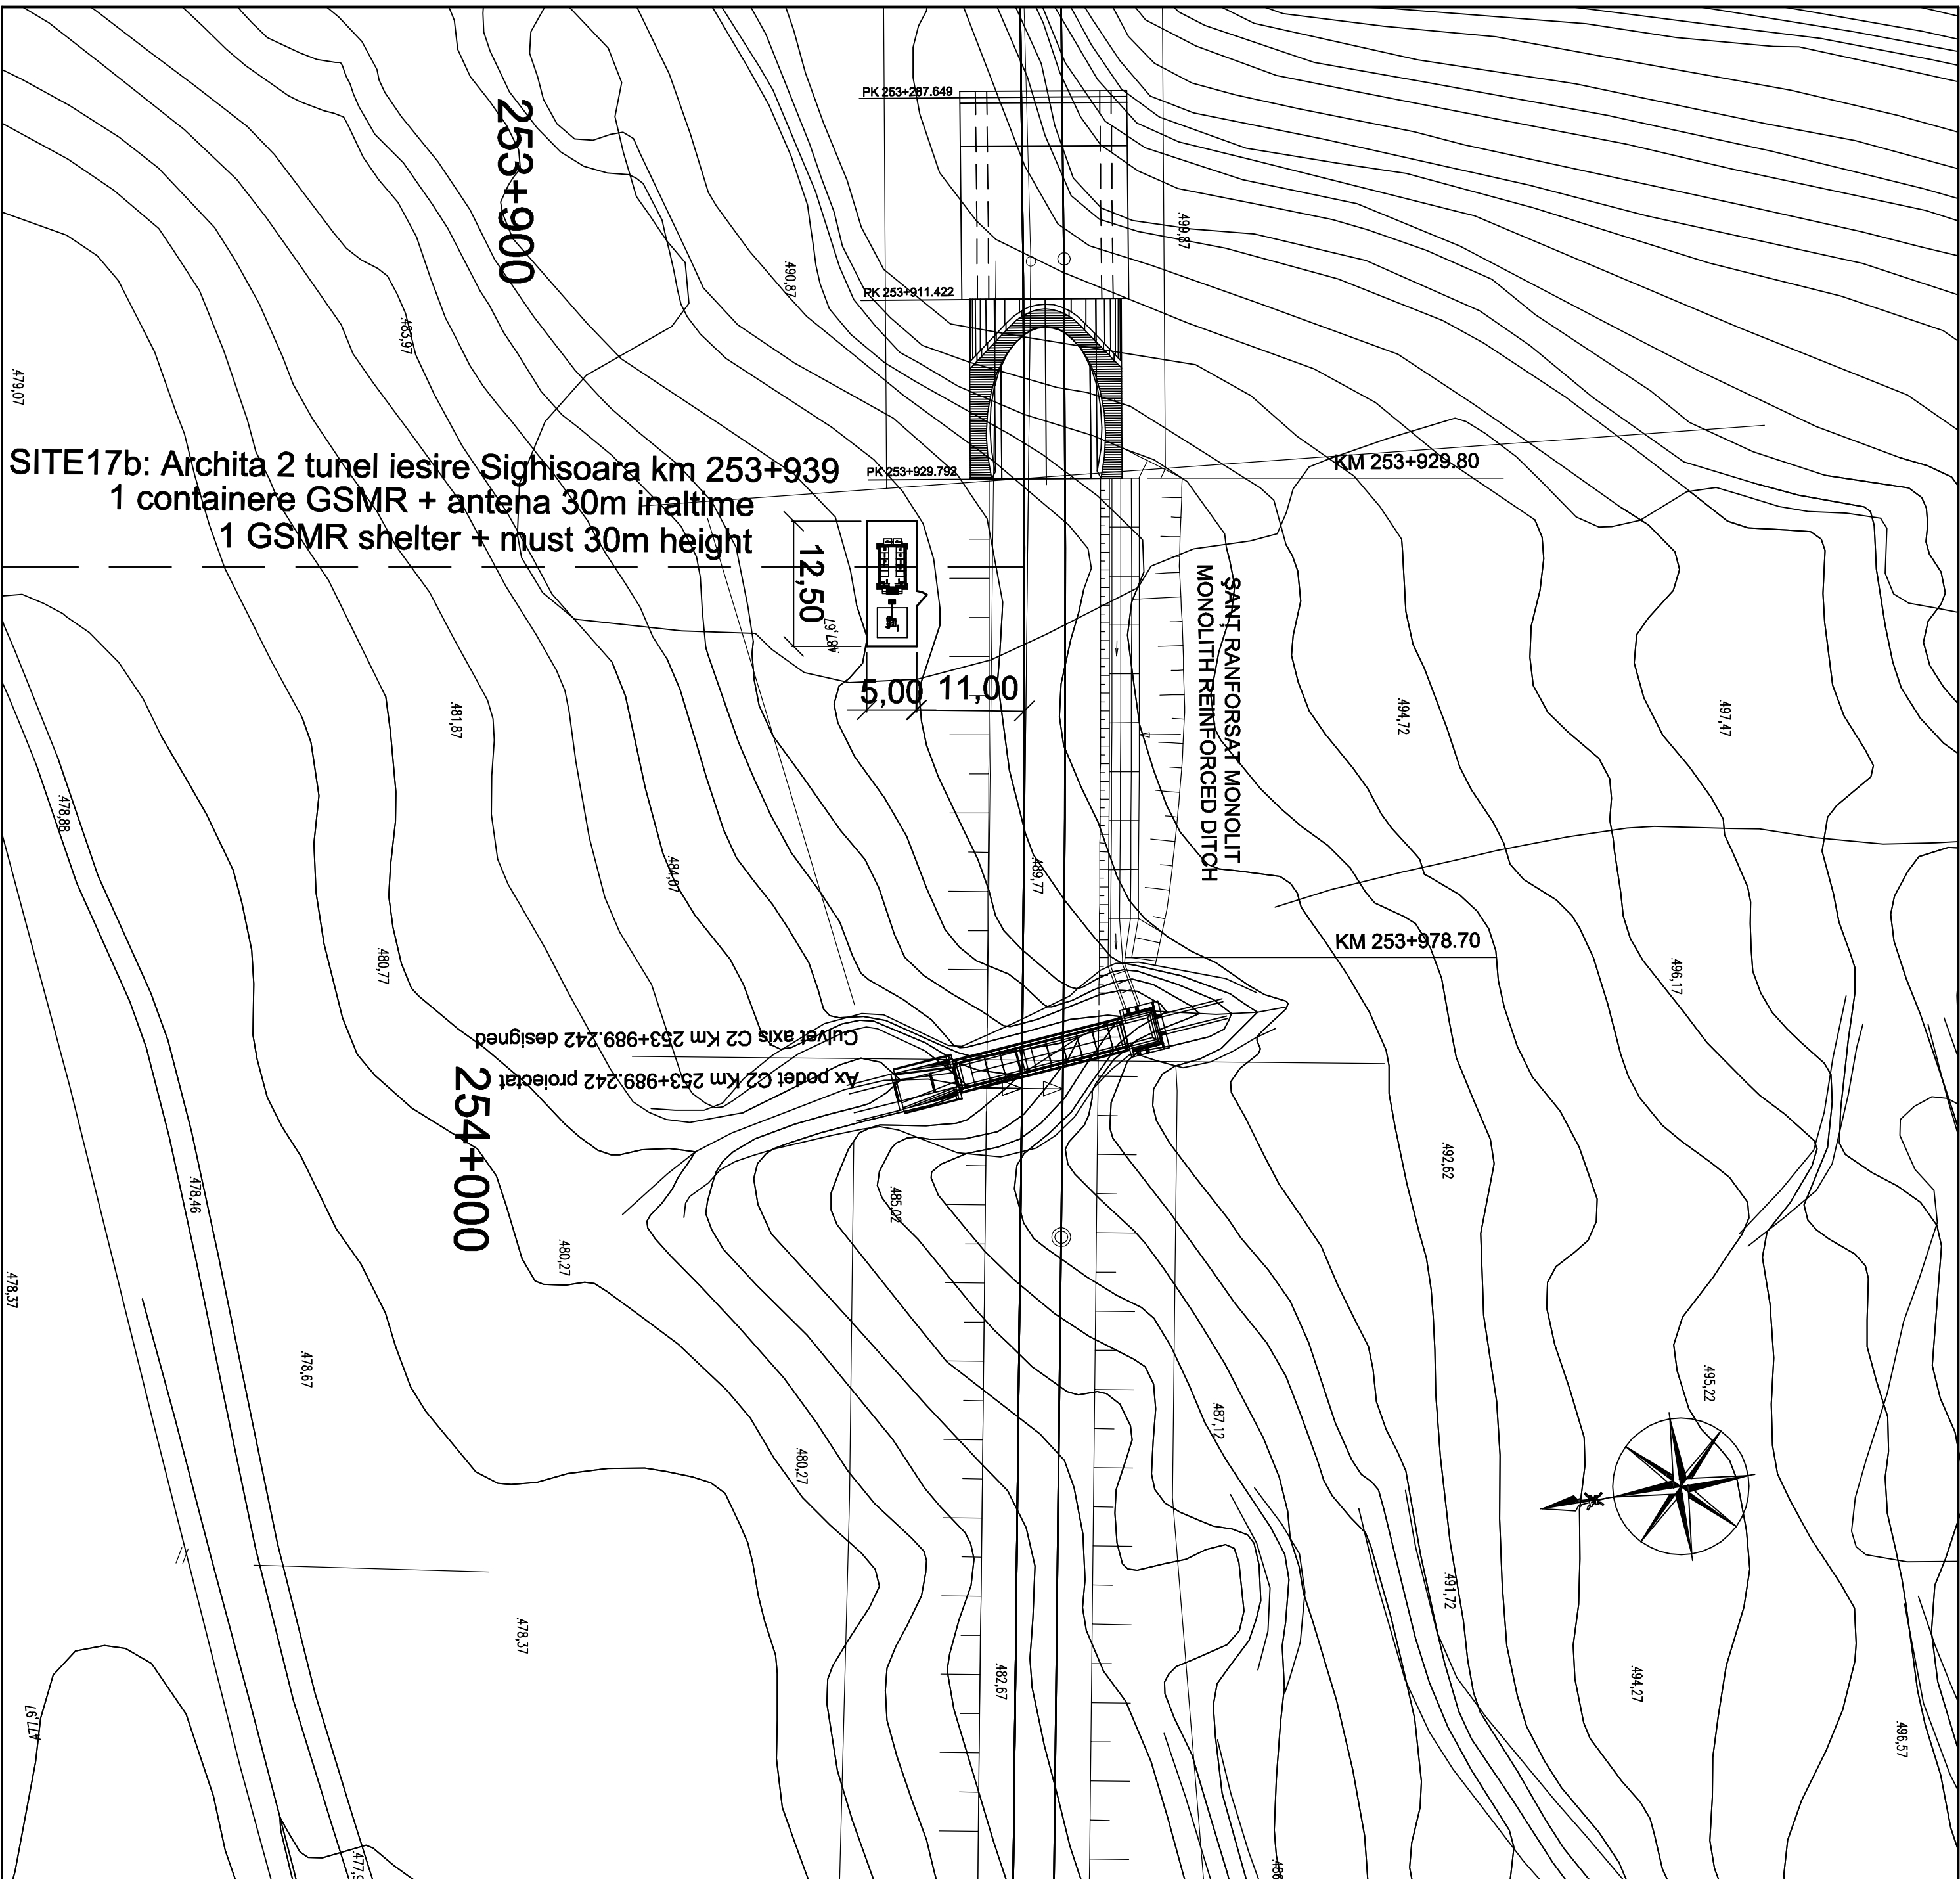 PK 253+287.649
253+900
.499,87
.490,87
PK 253+911.422
.483,97
.479,07
SITE17b: Archita 2 tunel iesire Sighisoara km 253+939
1 containere GSMR + antena 30m inaltime
1 GSMR shelter + must 30m height
PK 253+929.792
KM 253+929.80
12,50
.487,67
5,00
11,00
ŞANŢ RANFORSAT MONOLIT
MONOLITH REINFORCED DITCH
.494,72
.497,47
.481,87
.478,88
.484,07
.489,77
.480,77
KM 253+978.70
.496,17
Culvet axis C2 Km 253+989.242 designed
Ax podet C2 Km 253+989.242 proiectat
254+000
.492,62
.478,46
.485,02
.480,27
.478,37
.478,67
.495,22
.487,12
.480,27
.491,72
.478,37
.482,67
.494,27
.477,97
.496,57